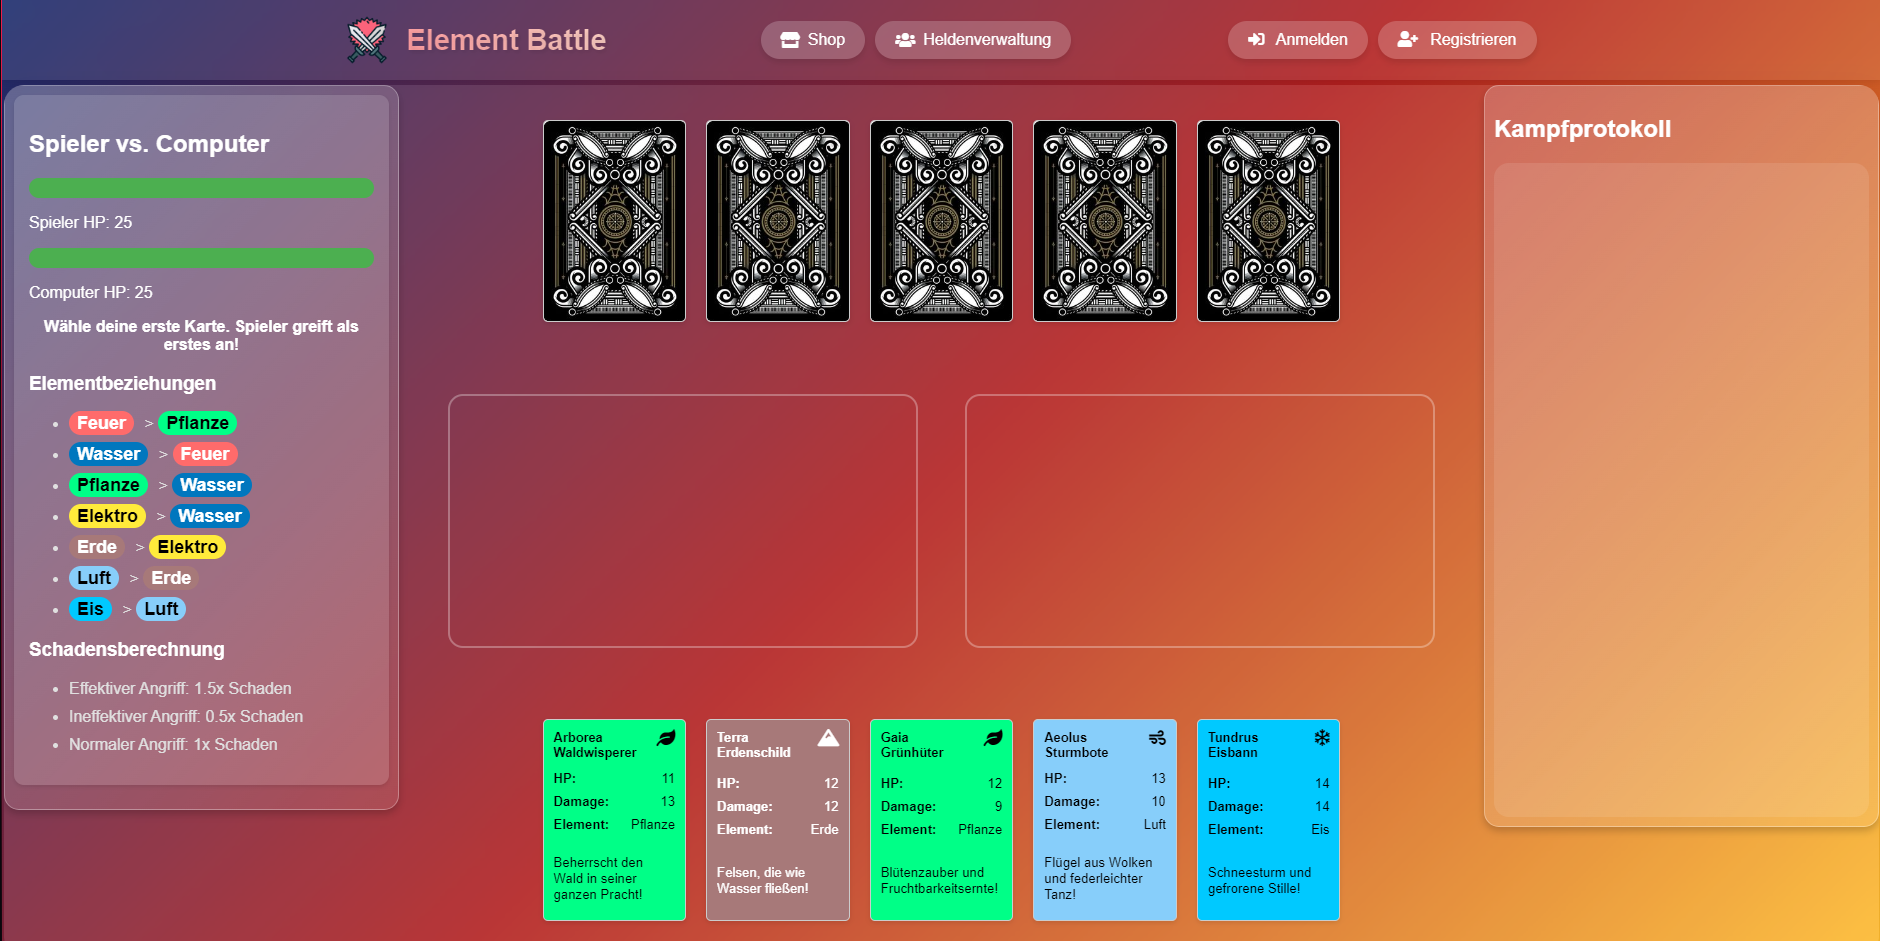 Element Battle
Shop
Heldenverwaltung
Anmelden
Registrieren
Spieler vs. Computer
Spieler HP: 25
Computer HP: 25
Wähle deine erste Karte. Spieler greift als
erstes an!
Elementbeziehungen
Feuer > Pflanze
Wasser > Feuer
Pflanze > Wasser
Elektro > Wasser
Erde > Elektro
Luft > Erde
Eis > Luft
Schadensberechnung
Effektiver Angriff: 1.5x Schaden
Ineffektiver Angriff: 0.5x Schaden
Normaler Angriff: 1x Schaden
Arborea
Waldwisperer
HP: 11
Damage: 13
Element: Pflanze
Beherrscht den
Wald in seiner
ganzen Pracht!
Terra
Erdenschild
HP: 12
Damage: 12
Element: Erde
Felsen, die wie
Wasser fließen!
Gaia
Grünhüter
HP: 12
Damage: 9
Element: Pflanze
Blütenzauber und
Fruchtbarkeitsernte!
Aeolus
Sturmbote
HP: 13
Damage: 10
Element: Luft
Flügel aus Wolken
und federleichter
Tanz!
Tundrus
Eisbann
HP: 14
Damage: 14
Element: Eis
Schneesturm und
gefrorene Stille!
Kampfprotokoll